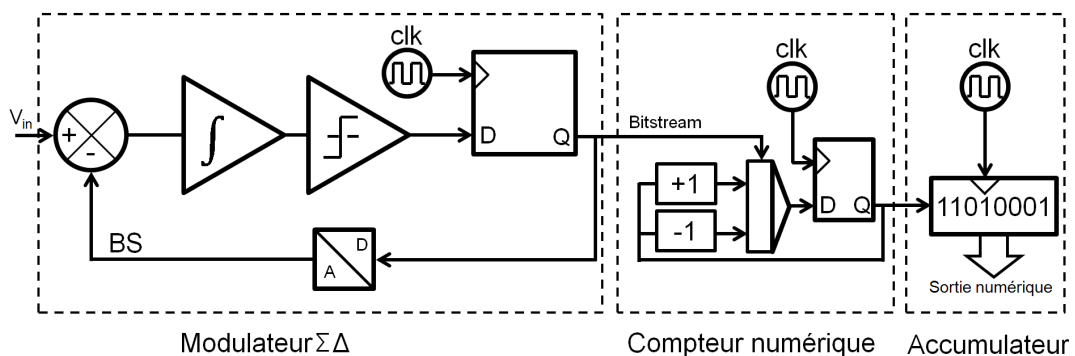 clk
clk
clk
V_in
+
-
∫
D
Q
Bitstream
+1
-1
D
Q
11010001
BS
D
A
Sortie numérique
Modulateur ΣΔ
Compteur numérique
Accumulateur